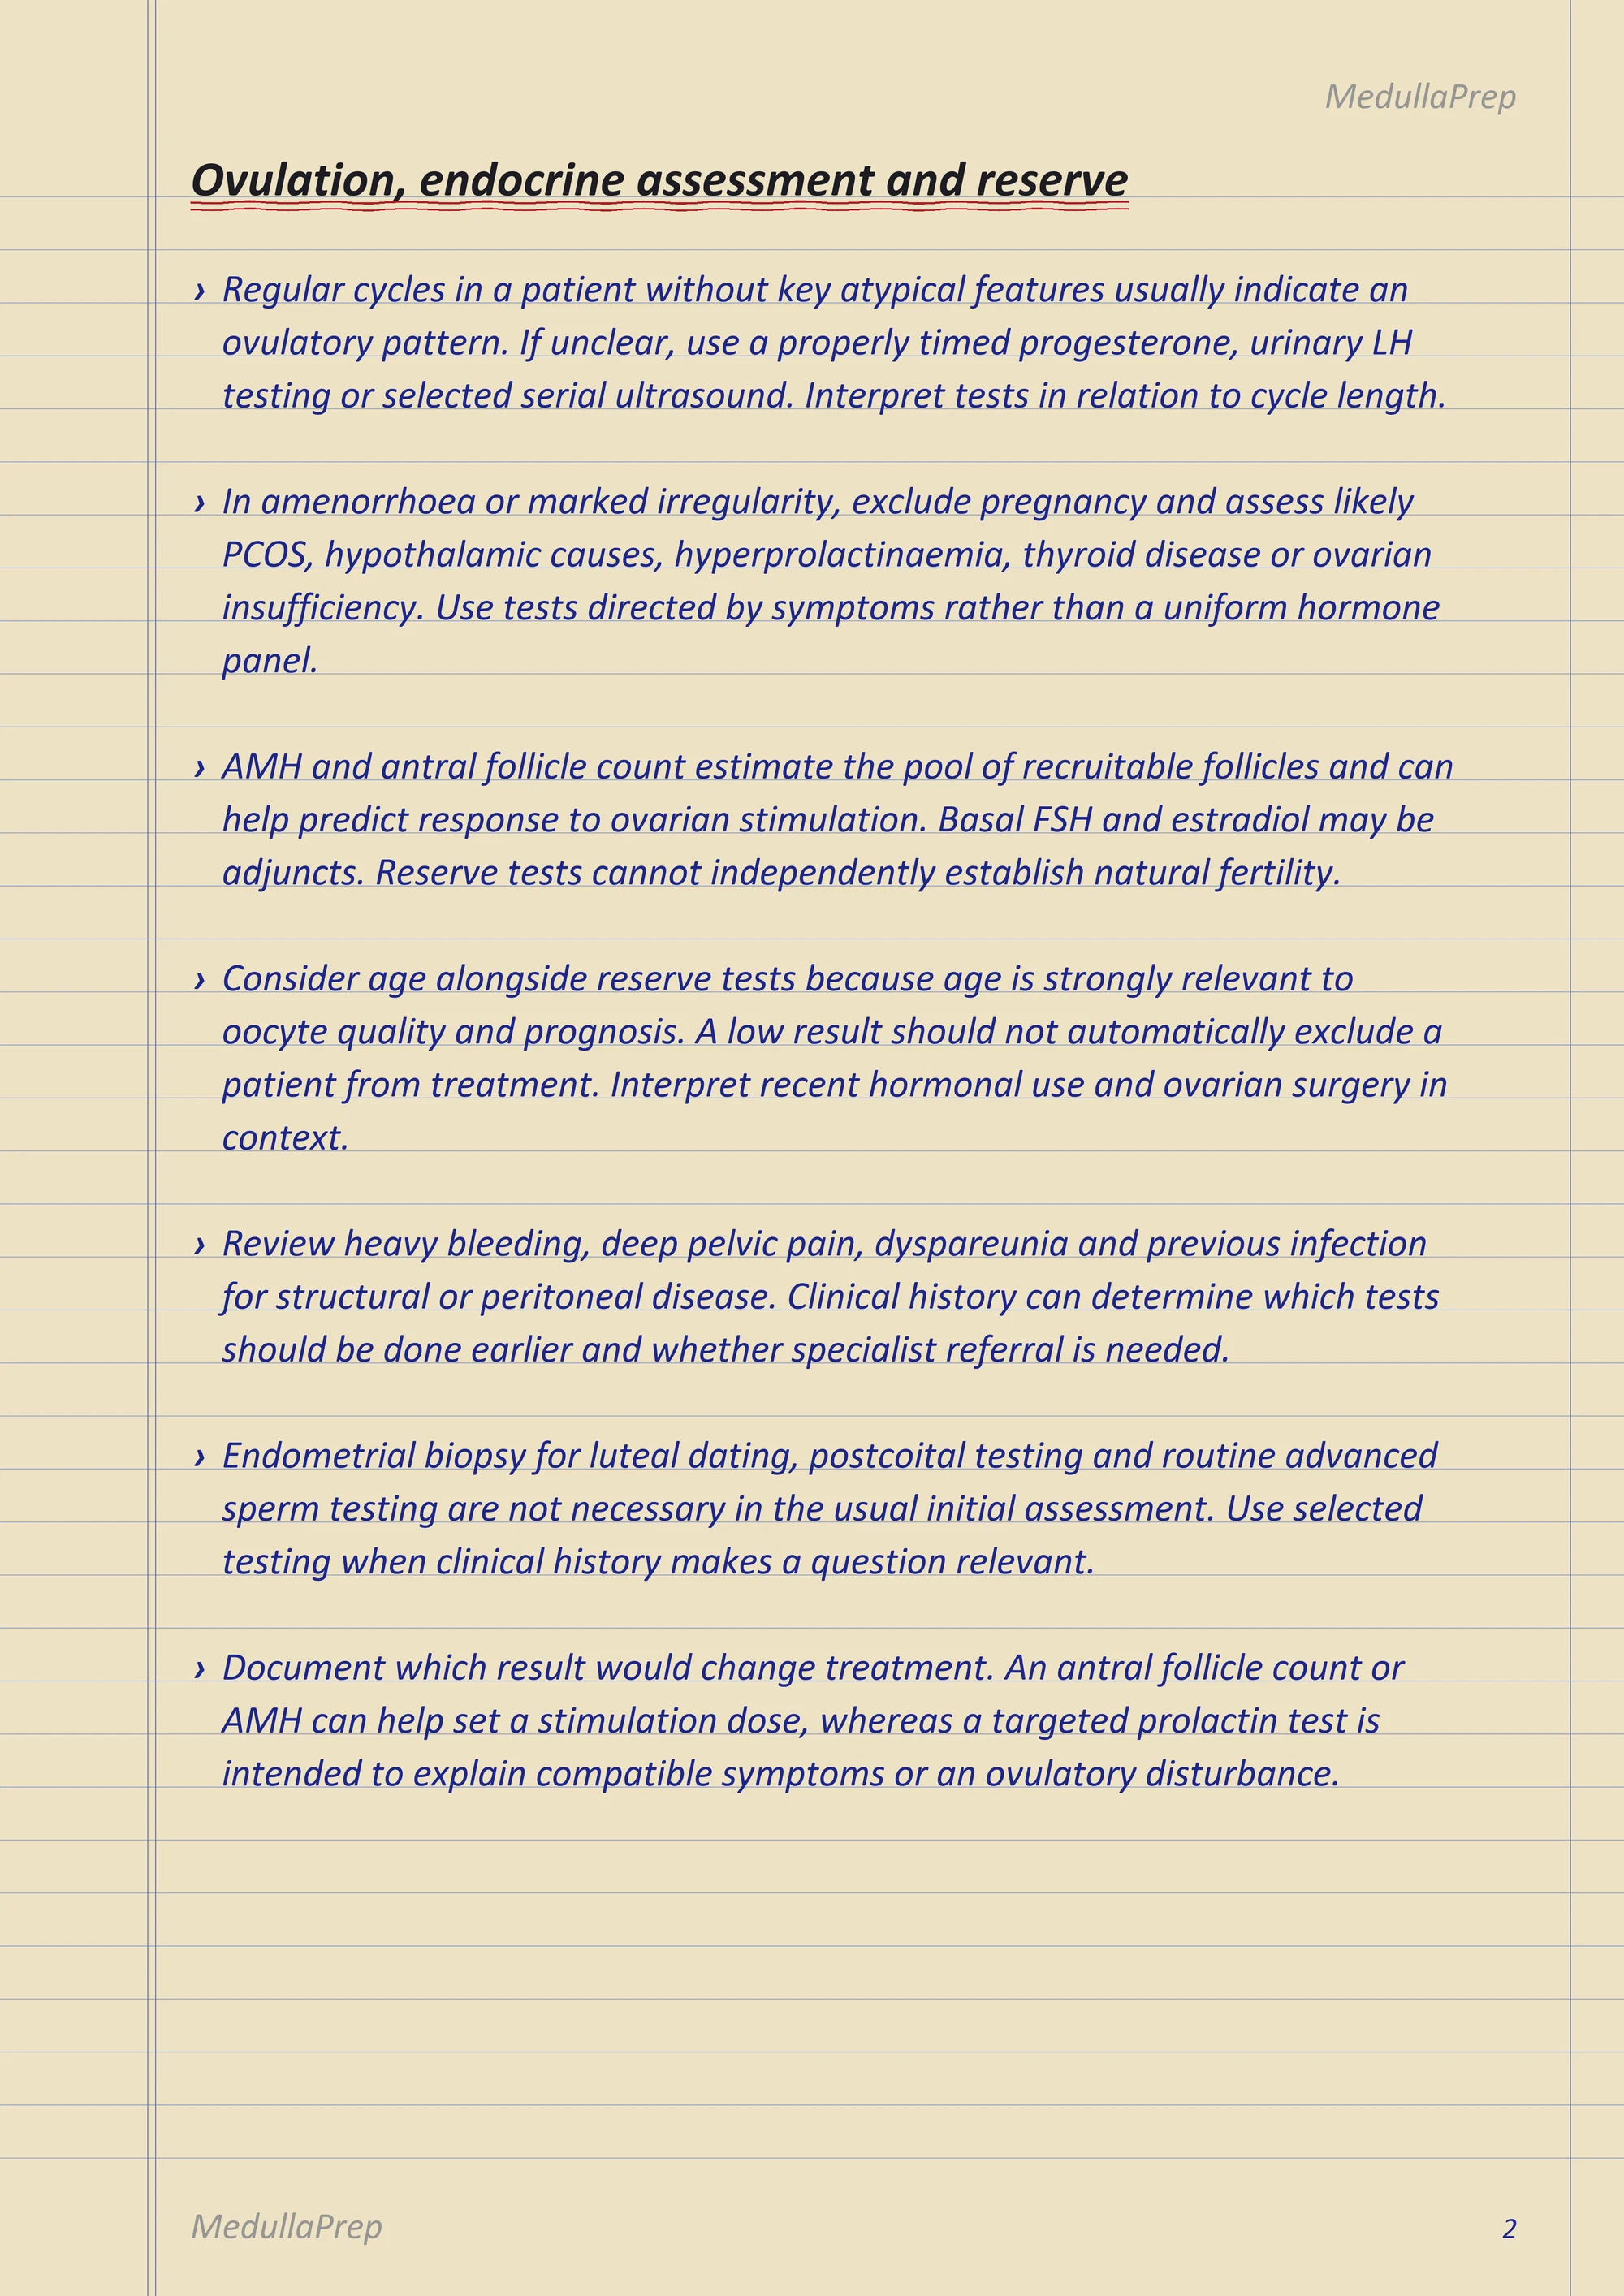 MedullaPrep
Ovulation, endocrine assessment and reserve
› Regular cycles in a patient without key atypical features usually indicate an
ovulatory pattern. If unclear, use a properly timed progesterone, urinary LH
testing or selected serial ultrasound. Interpret tests in relation to cycle length.
› In amenorrhoea or marked irregularity, exclude pregnancy and assess likely
PCOS, hypothalamic causes, hyperprolactinaemia, thyroid disease or ovarian
insufficiency. Use tests directed by symptoms rather than a uniform hormone
panel.
› AMH and antral follicle count estimate the pool of recruitable follicles and can
help predict response to ovarian stimulation. Basal FSH and estradiol may be
adjuncts. Reserve tests cannot independently establish natural fertility.
› Consider age alongside reserve tests because age is strongly relevant to
oocyte quality and prognosis. A low result should not automatically exclude a
patient from treatment. Interpret recent hormonal use and ovarian surgery in
context.
› Review heavy bleeding, deep pelvic pain, dyspareunia and previous infection
for structural or peritoneal disease. Clinical history can determine which tests
should be done earlier and whether specialist referral is needed.
› Endometrial biopsy for luteal dating, postcoital testing and routine advanced
sperm testing are not necessary in the usual initial assessment. Use selected
testing when clinical history makes a question relevant.
› Document which result would change treatment. An antral follicle count or
AMH can help set a stimulation dose, whereas a targeted prolactin test is
intended to explain compatible symptoms or an ovulatory disturbance.
MedullaPrep
2